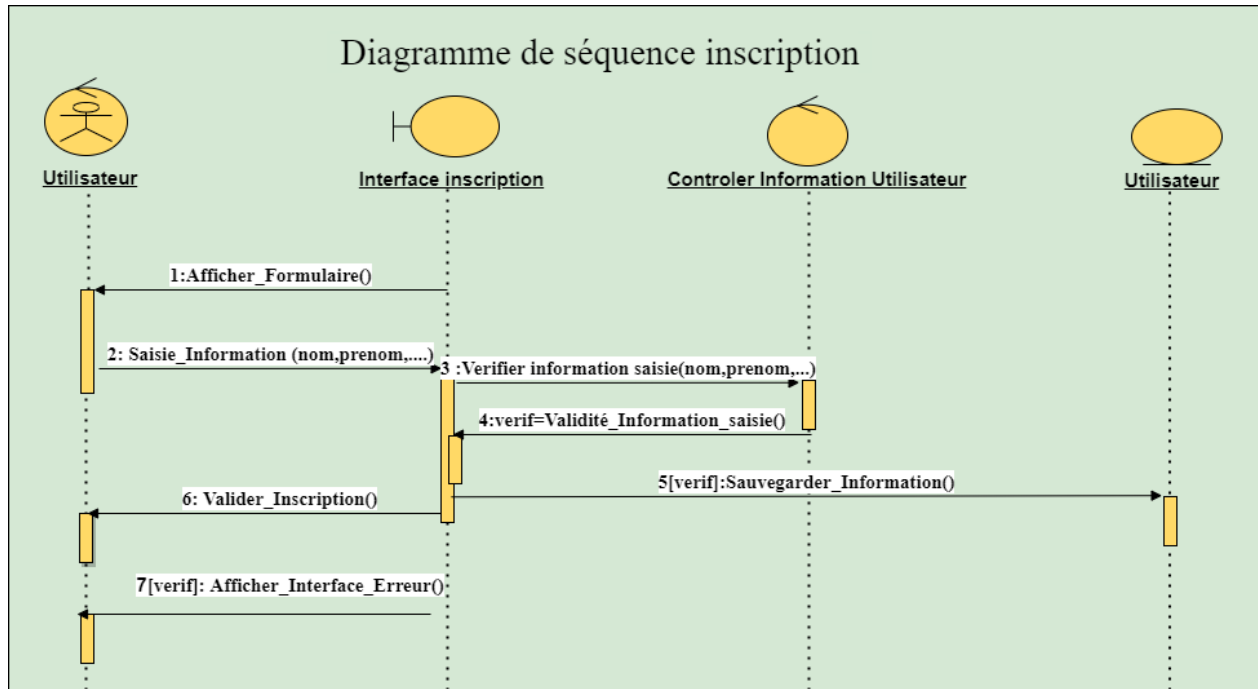 Diagramme de séquence inscription
Utilisateur
Interface inscription
Controler Information Utilisateur
Utilisateur
1:Afficher_Formulaire()
2: Saisie_Information (nom,prenom,....)
3 :Verifier information saisie(nom,prenom,...)
4:verif=Validité_Information_saisie()
5[verif]:Sauvegarder_Information()
6: Valider_Inscription()
7[verif]: Afficher_Interface_Erreur()